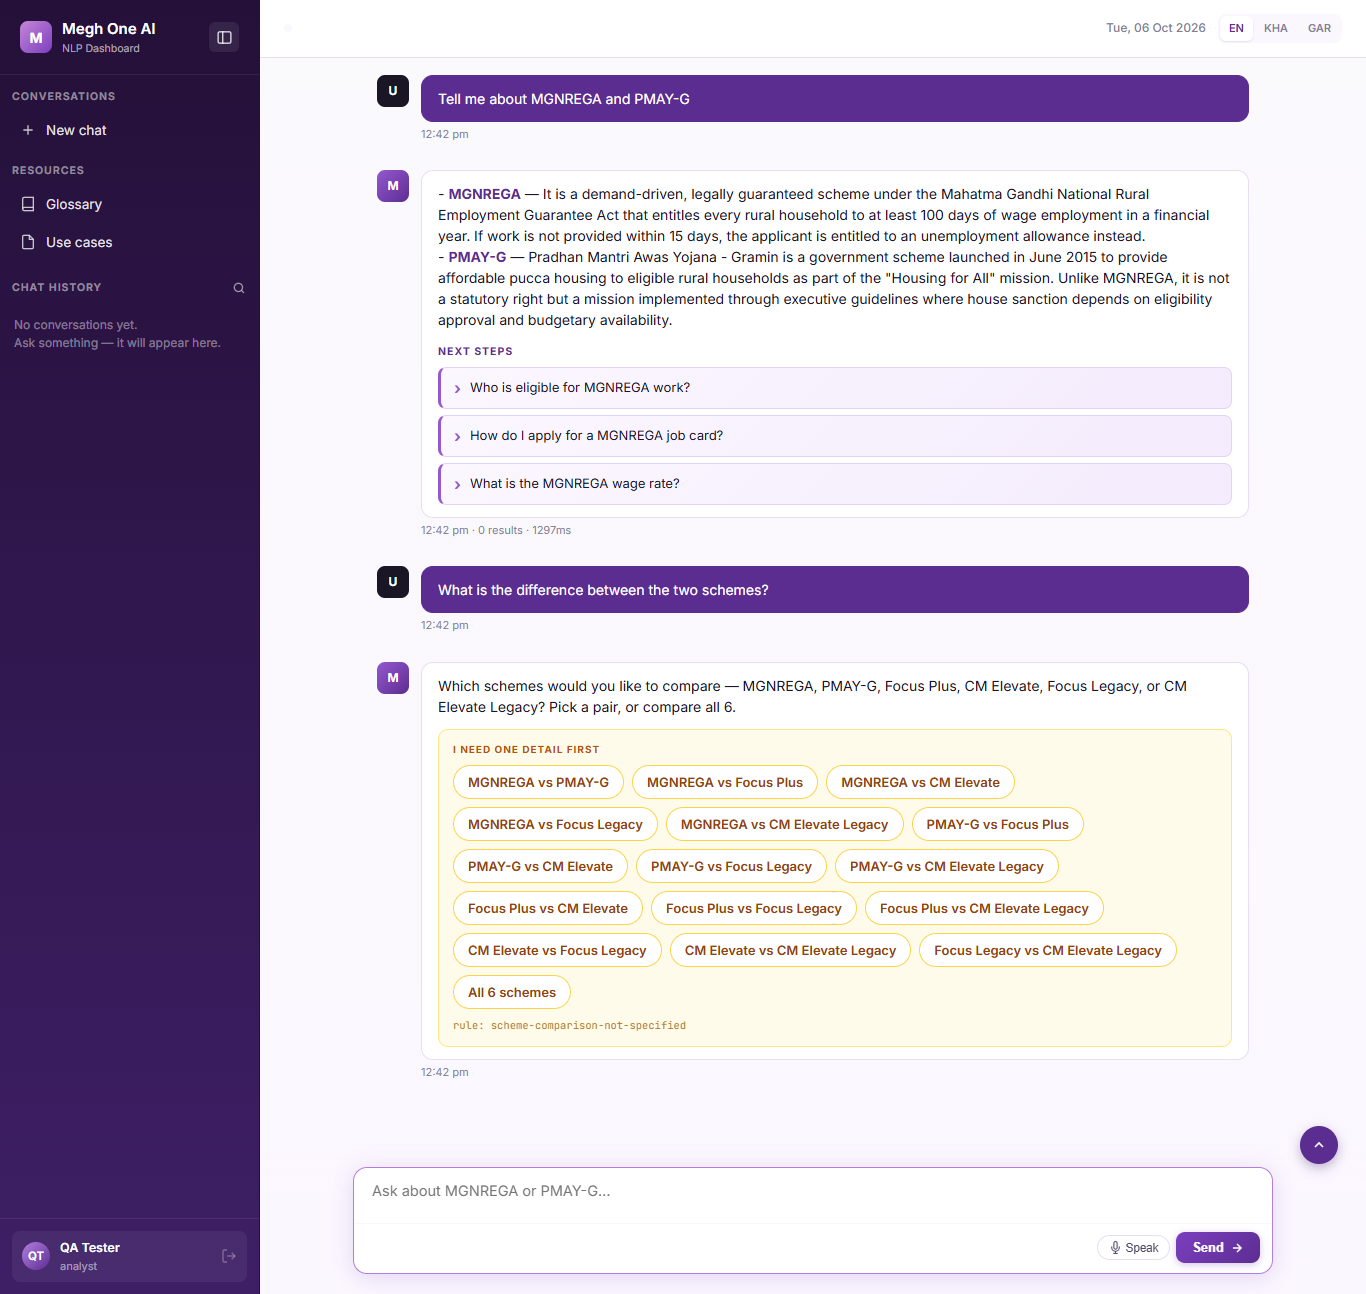 M
Megh One AI
NLP Dashboard
CONVERSATIONS
+ New chat
RESOURCES
Glossary
Use cases
CHAT HISTORY
No conversations yet.
Ask something — it will appear here.
QT
QA Tester
analyst
Tue, 06 Oct 2026
EN KHA GAR
U
Tell me about MGNREGA and PMAY-G
12:42 pm
M
- MGNREGA — It is a demand-driven, legally guaranteed scheme under the Mahatma Gandhi National Rural
Employment Guarantee Act that entitles every rural household to at least 100 days of wage employment in a financial
year. If work is not provided within 15 days, the applicant is entitled to an unemployment allowance instead.
- PMAY-G — Pradhan Mantri Awas Yojana - Gramin is a government scheme launched in June 2015 to provide
affordable pucca housing to eligible rural households as part of the "Housing for All" mission. Unlike MGNREGA, it is not
a statutory right but a mission implemented through executive guidelines where house sanction depends on eligibility
approval and budgetary availability.
NEXT STEPS
› Who is eligible for MGNREGA work?
› How do I apply for a MGNREGA job card?
› What is the MGNREGA wage rate?
12:42 pm · 0 results · 1297ms
U
What is the difference between the two schemes?
12:42 pm
M
Which schemes would you like to compare — MGNREGA, PMAY-G, Focus Plus, CM Elevate, Focus Legacy, or CM
Elevate Legacy? Pick a pair, or compare all 6.
I NEED ONE DETAIL FIRST
MGNREGA vs PMAY-G MGNREGA vs Focus Plus MGNREGA vs CM Elevate
MGNREGA vs Focus Legacy MGNREGA vs CM Elevate Legacy PMAY-G vs Focus Plus
PMAY-G vs CM Elevate PMAY-G vs Focus Legacy PMAY-G vs CM Elevate Legacy
Focus Plus vs CM Elevate Focus Plus vs Focus Legacy Focus Plus vs CM Elevate Legacy
CM Elevate vs Focus Legacy CM Elevate vs CM Elevate Legacy Focus Legacy vs CM Elevate Legacy
All 6 schemes
rule: scheme-comparison-not-specified
12:42 pm
Ask about MGNREGA or PMAY-G...
Speak
Send →